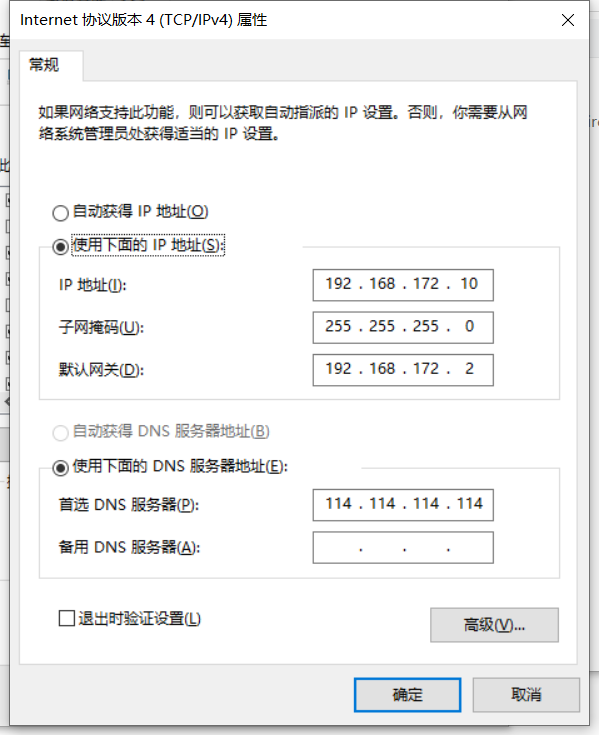 Internet 协议版本 4 (TCP/IPv4) 属性
常规
如果网络支持此功能，则可以获取自动指派的 IP 设置。否则，你需要从网
络系统管理员处获得适当的 IP 设置。
自动获得 IP 地址(O)
使用下面的 IP 地址(S):
IP 地址(I): 192 . 168 . 172 . 10
子网掩码(U): 255 . 255 . 255 . 0
默认网关(D): 192 . 168 . 172 . 2
自动获得 DNS 服务器地址(B)
使用下面的 DNS 服务器地址(E):
首选 DNS 服务器(P): 114 . 114 . 114 . 114
备用 DNS 服务器(A): . . .
退出时验证设置(L)
高级(V)...
确定 取消